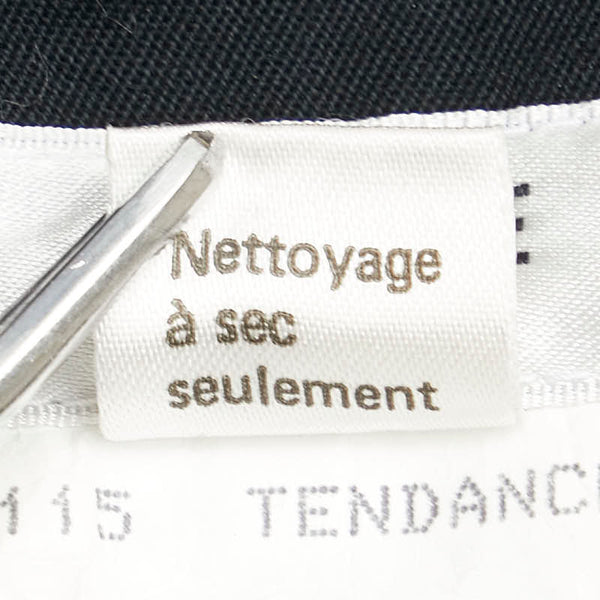 Nettoyage
à sec
seulement
115 TENDANC